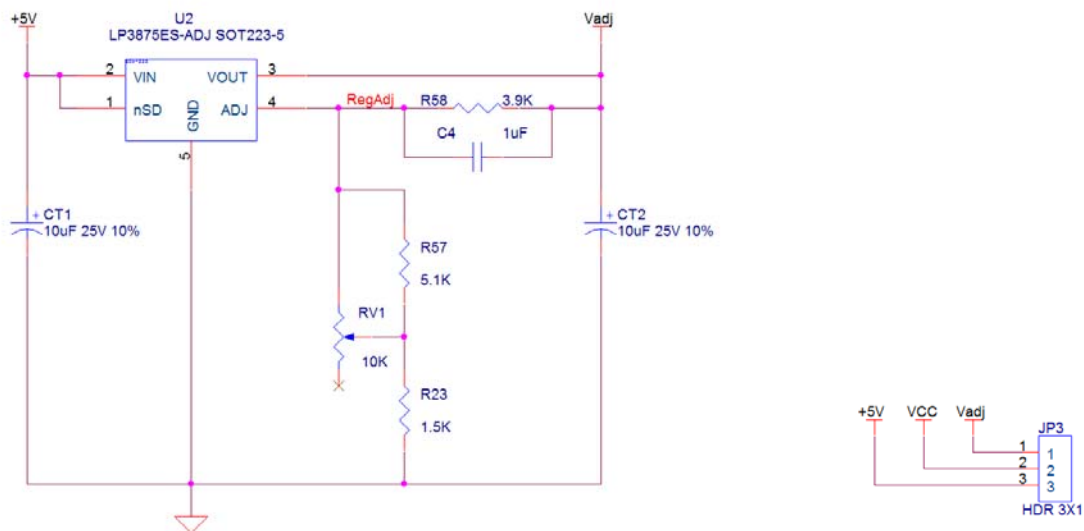 +5V
U2
LP3875ES-ADJ SOT223-5
Vadj
2
VIN
VOUT
3
1
nSD
GND
ADJ
4
5
RegAdj
R58
3.9K
C4
1uF
CT1
10uF 25V 10%
CT2
10uF 25V 10%
R57
5.1K
RV1
10K
R23
1.5K
+5V
VCC
Vadj
JP3
1
1
2
2
3
3
HDR 3X1